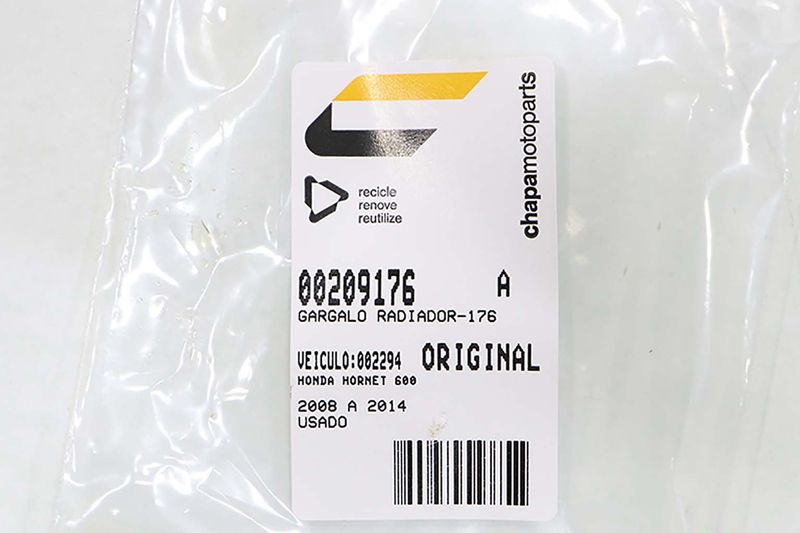 chapamotoparts
recicle
renove
reutilize
00209176 A
GARGALO RADIADOR-176
VEICULO:002294 ORIGINAL
HONDA HORNET 600
2008 A 2014
USADO